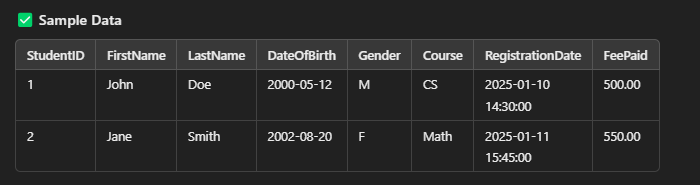 ✅ Sample Data
StudentID FirstName LastName DateOfBirth Gender Course RegistrationDate FeePaid
1 John Doe 2000-05-12 M CS 2025-01-10 500.00
14:30:00
2 Jane Smith 2002-08-20 F Math 2025-01-11 550.00
15:45:00